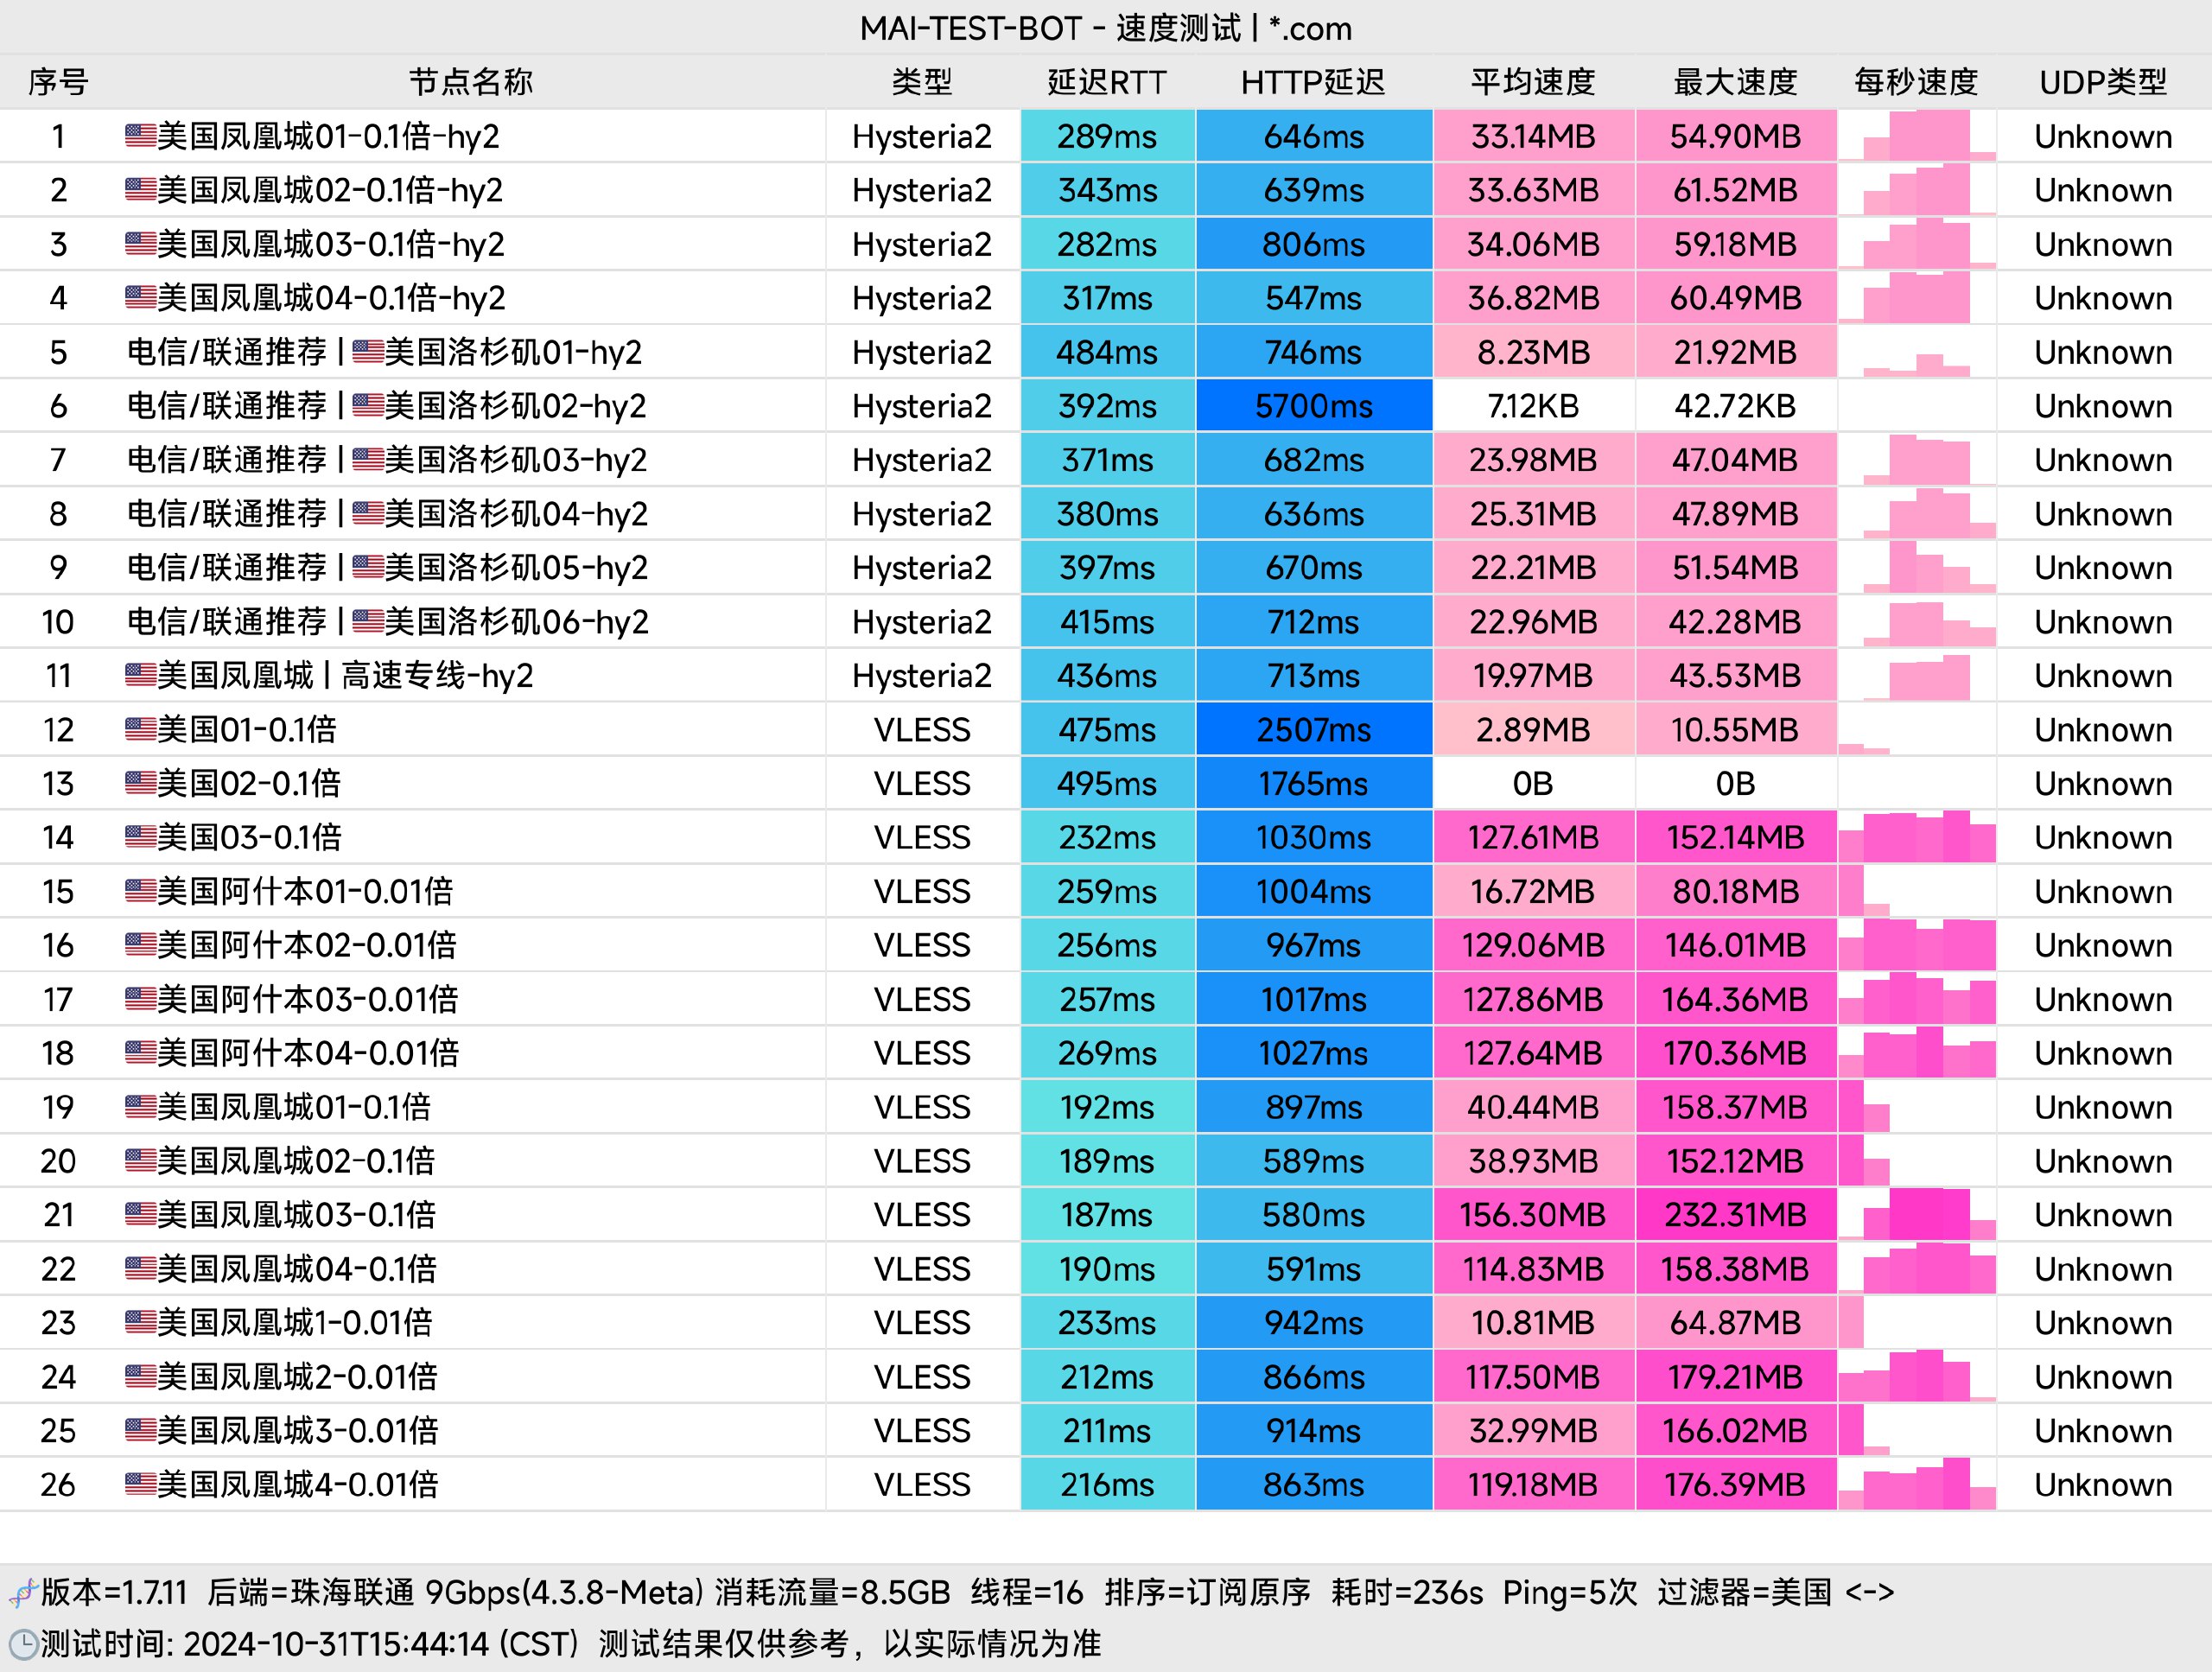 MAI-TEST-BOT - 速度测试 | *.com
序号 节点名称 类型 延迟RTT HTTP延迟 平均速度 最大速度 每秒速度 UDP类型
1 🇺🇸美国凤凰城01-0.1倍-hy2 Hysteria2 289ms 646ms 33.14MB 54.90MB Unknown
2 🇺🇸美国凤凰城02-0.1倍-hy2 Hysteria2 343ms 639ms 33.63MB 61.52MB Unknown
3 🇺🇸美国凤凰城03-0.1倍-hy2 Hysteria2 282ms 806ms 34.06MB 59.18MB Unknown
4 🇺🇸美国凤凰城04-0.1倍-hy2 Hysteria2 317ms 547ms 36.82MB 60.49MB Unknown
5 电信/联通推荐 | 🇺🇸美国洛杉矶01-hy2 Hysteria2 484ms 746ms 8.23MB 21.92MB Unknown
6 电信/联通推荐 | 🇺🇸美国洛杉矶02-hy2 Hysteria2 392ms 5700ms 7.12KB 42.72KB Unknown
7 电信/联通推荐 | 🇺🇸美国洛杉矶03-hy2 Hysteria2 371ms 682ms 23.98MB 47.04MB Unknown
8 电信/联通推荐 | 🇺🇸美国洛杉矶04-hy2 Hysteria2 380ms 636ms 25.31MB 47.89MB Unknown
9 电信/联通推荐 | 🇺🇸美国洛杉矶05-hy2 Hysteria2 397ms 670ms 22.21MB 51.54MB Unknown
10 电信/联通推荐 | 🇺🇸美国洛杉矶06-hy2 Hysteria2 415ms 712ms 22.96MB 42.28MB Unknown
11 🇺🇸美国凤凰城 | 高速专线-hy2 Hysteria2 436ms 713ms 19.97MB 43.53MB Unknown
12 🇺🇸美国01-0.1倍 VLESS 475ms 2507ms 2.89MB 10.55MB Unknown
13 🇺🇸美国02-0.1倍 VLESS 495ms 1765ms 0B 0B Unknown
14 🇺🇸美国03-0.1倍 VLESS 232ms 1030ms 127.61MB 152.14MB Unknown
15 🇺🇸美国阿什本01-0.01倍 VLESS 259ms 1004ms 16.72MB 80.18MB Unknown
16 🇺🇸美国阿什本02-0.01倍 VLESS 256ms 967ms 129.06MB 146.01MB Unknown
17 🇺🇸美国阿什本03-0.01倍 VLESS 257ms 1017ms 127.86MB 164.36MB Unknown
18 🇺🇸美国阿什本04-0.01倍 VLESS 269ms 1027ms 127.64MB 170.36MB Unknown
19 🇺🇸美国凤凰城01-0.1倍 VLESS 192ms 897ms 40.44MB 158.37MB Unknown
20 🇺🇸美国凤凰城02-0.1倍 VLESS 189ms 589ms 38.93MB 152.12MB Unknown
21 🇺🇸美国凤凰城03-0.1倍 VLESS 187ms 580ms 156.30MB 232.31MB Unknown
22 🇺🇸美国凤凰城04-0.1倍 VLESS 190ms 591ms 114.83MB 158.38MB Unknown
23 🇺🇸美国凤凰城1-0.01倍 VLESS 233ms 942ms 10.81MB 64.87MB Unknown
24 🇺🇸美国凤凰城2-0.01倍 VLESS 212ms 866ms 117.50MB 179.21MB Unknown
25 🇺🇸美国凤凰城3-0.01倍 VLESS 211ms 914ms 32.99MB 166.02MB Unknown
26 🇺🇸美国凤凰城4-0.01倍 VLESS 216ms 863ms 119.18MB 176.39MB Unknown
🧬版本=1.7.11 后端=珠海联通 9Gbps(4.3.8-Meta) 消耗流量=8.5GB 线程=16 排序=订阅原序 耗时=236s Ping=5次 过滤器=美国 <->
🕒测试时间: 2024-10-31T15:44:14 (CST) 测试结果仅供参考，以实际情况为准